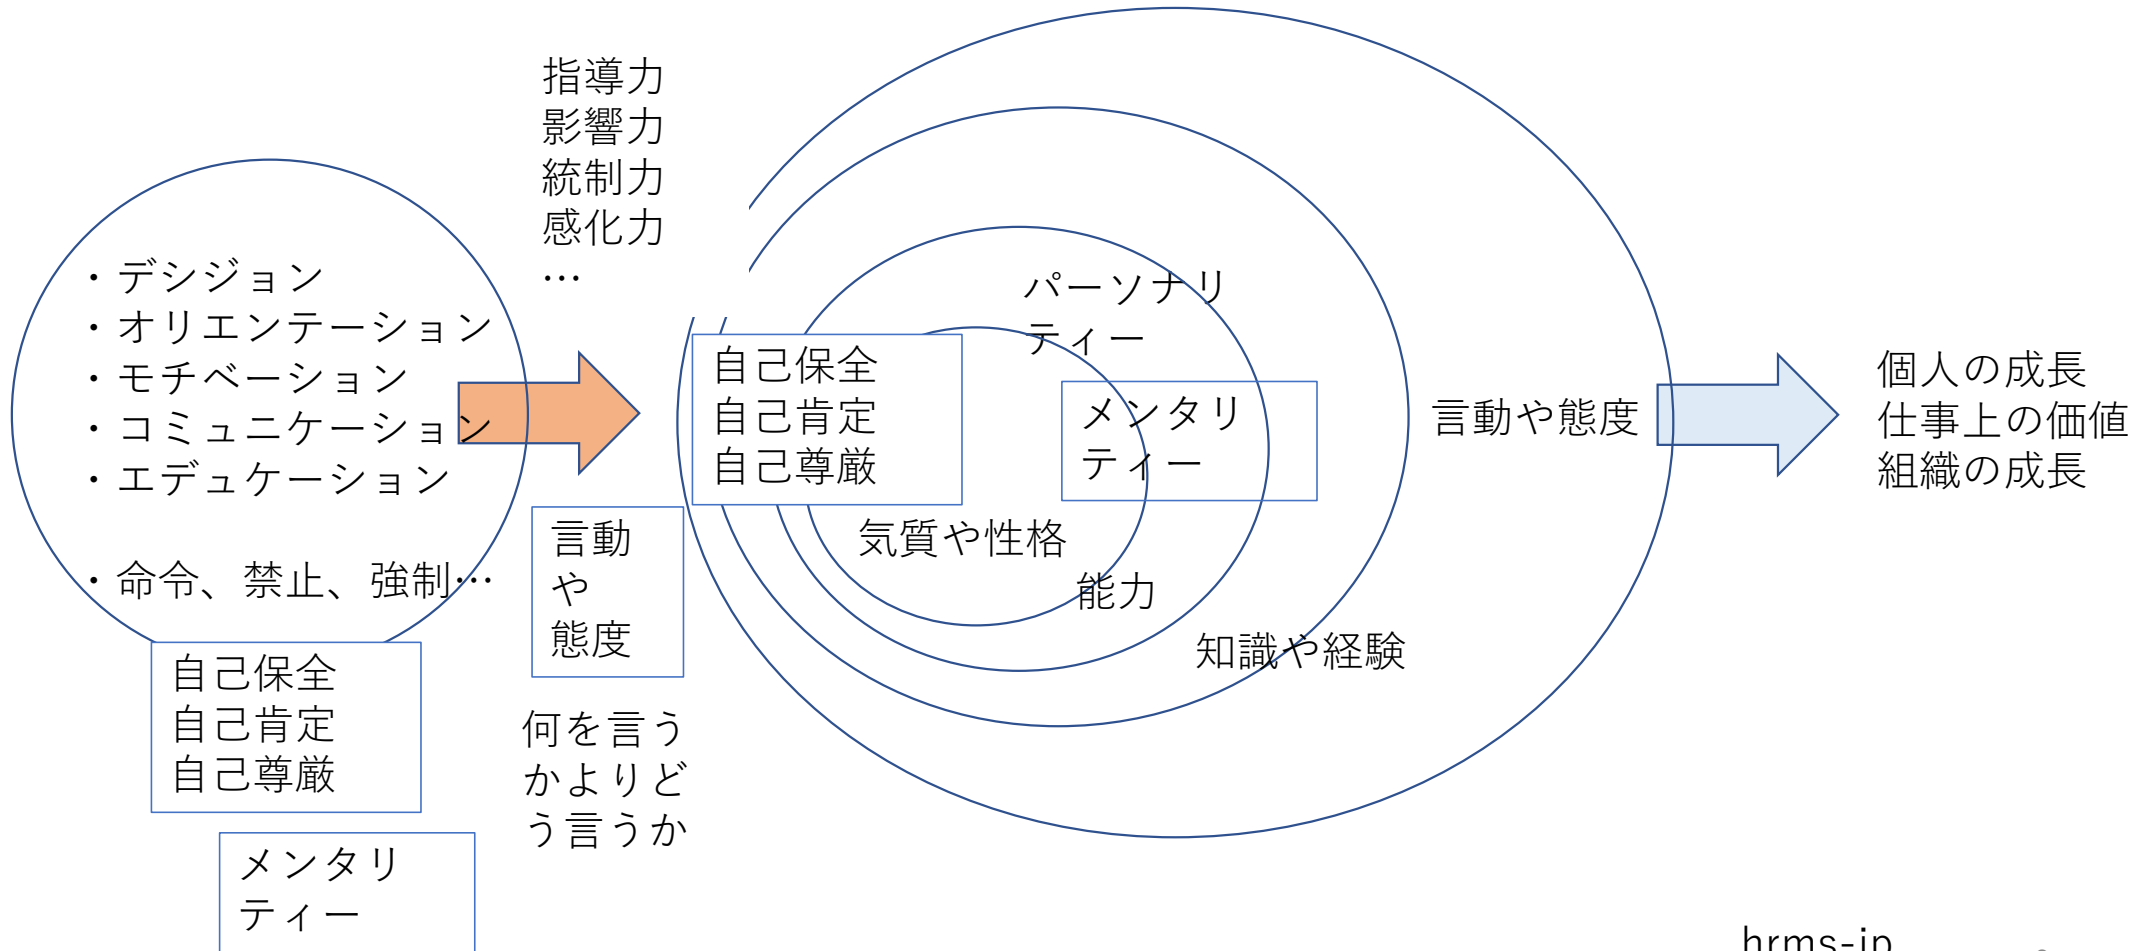 指導力
影響力
統制力
感化力
…
・デシジョン
・オリエンテーション
・モチベーション
・コミュニケーション
・エデュケーション
・命令、禁止、強制…
自己保全
自己肯定
自己尊厳
メンタリ
ティー
言動
や
態度
何を言う
かよりど
う言うか
自己保全
自己肯定
自己尊厳
パーソナリ
ティー
メンタリ
ティー
気質や性格
能力
知識や経験
言動や態度
個人の成長
仕事上の価値
組織の成長
hrms-jp